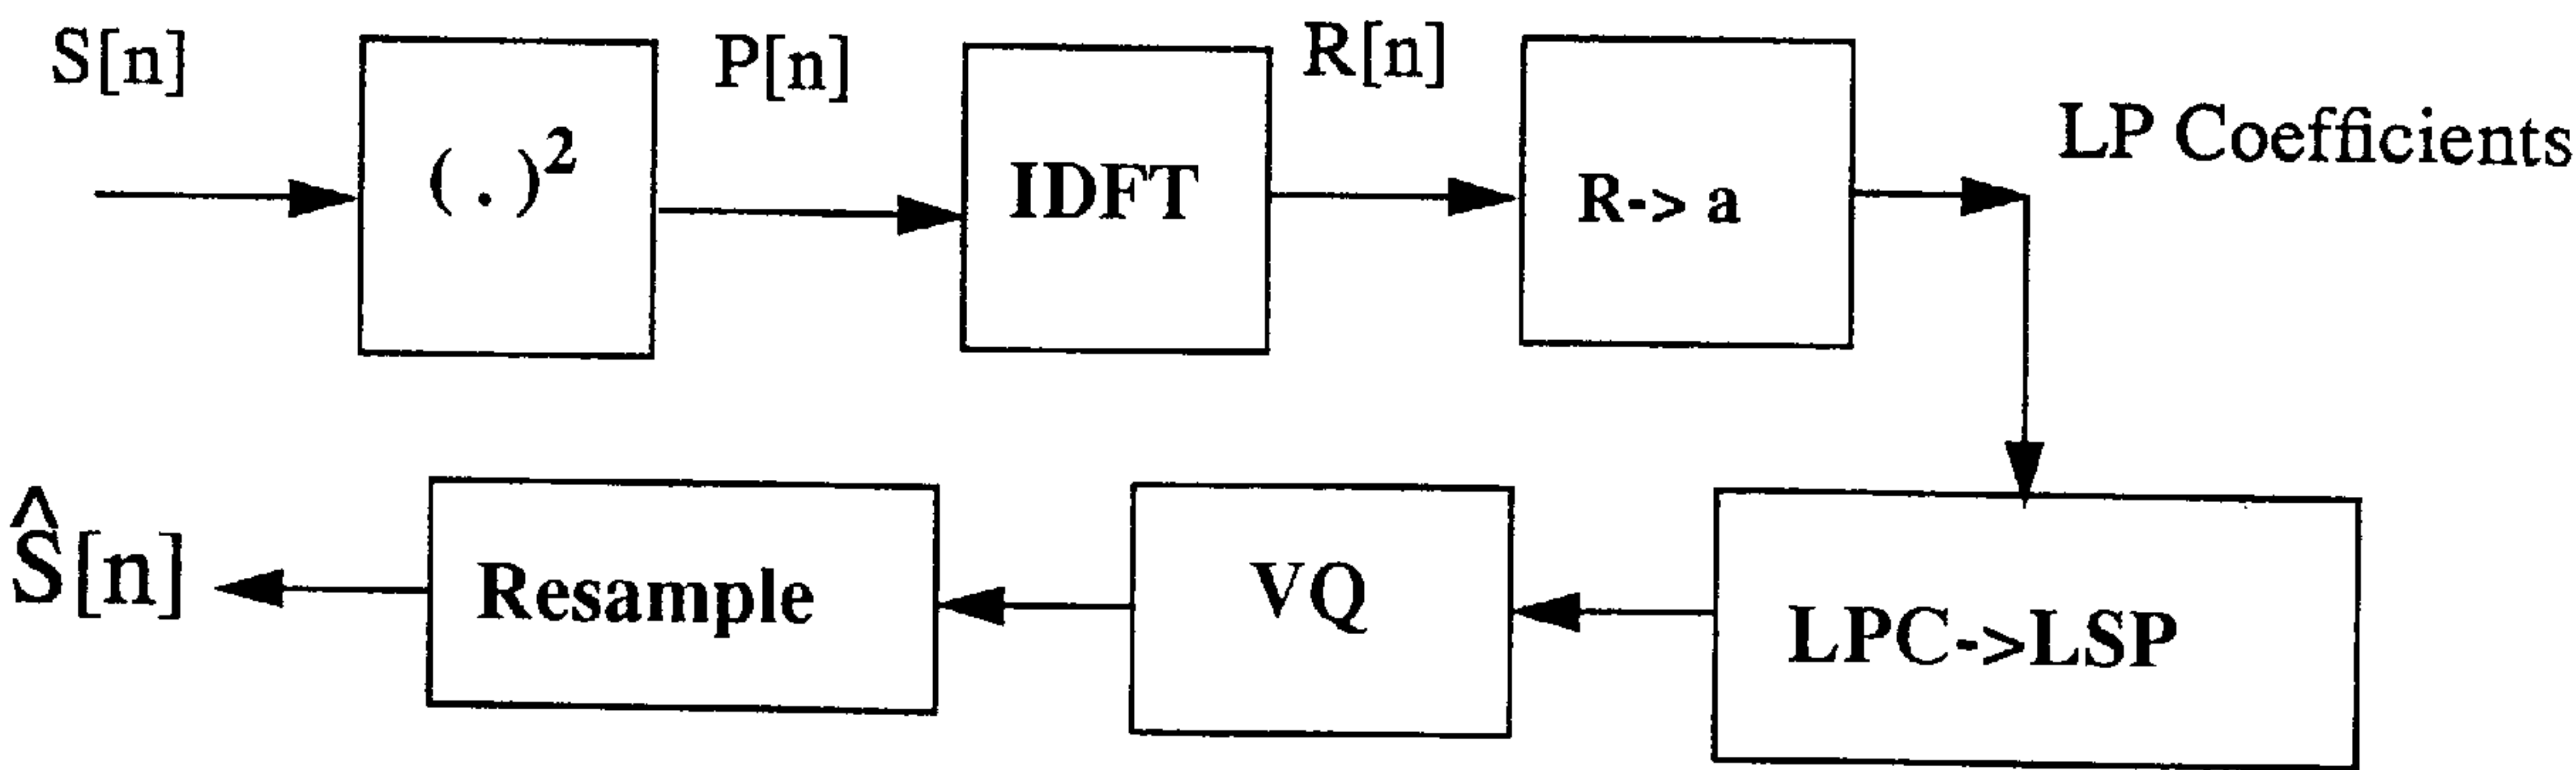 S[n]
( . )²
P[n]
IDFT
R[n]
R-> a
LP Coefficients
LPC->LSP
VQ
Resample
Ŝ[n]